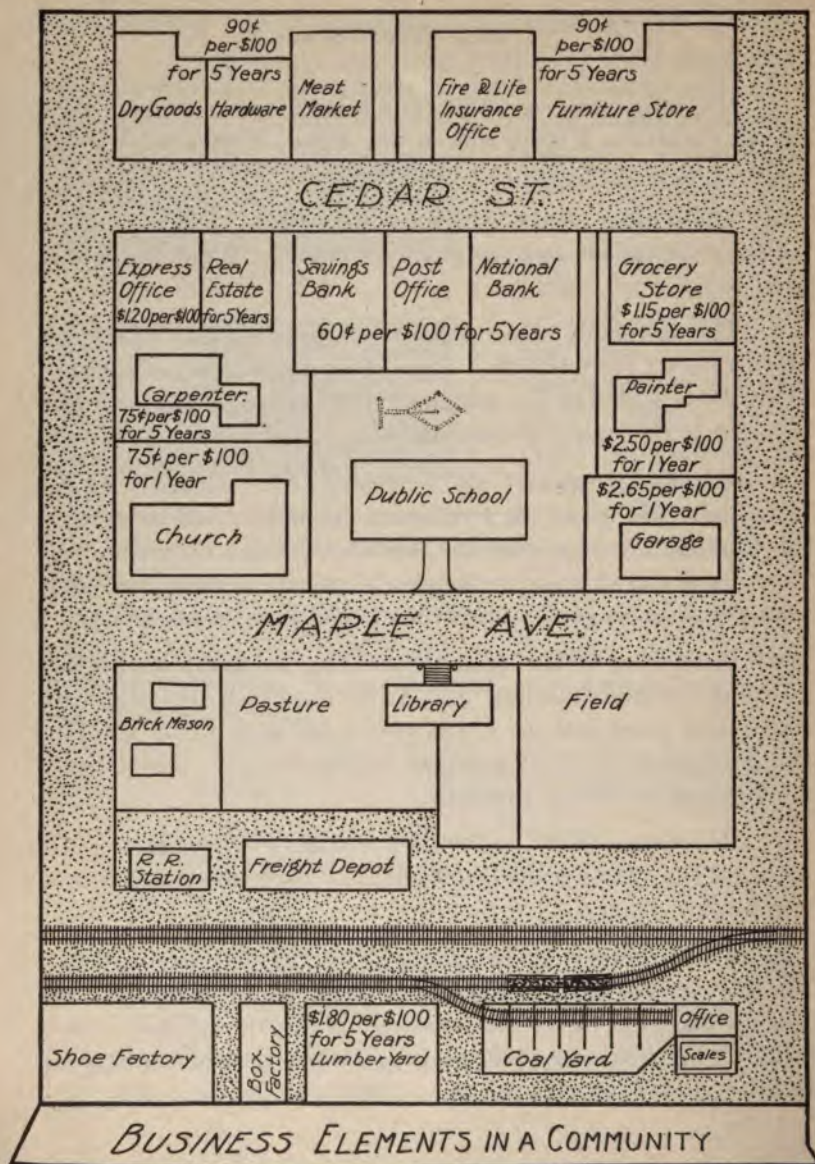 90¢
per $100
for 5 Years
Dry Goods
Hardware
Meat
Market
90¢
per $100
for 5 Years
Fire & Life
Insurance
Office
Furniture Store
CEDAR ST.
Express
Office
Real
Estate
$1.20 per $100 for 5 Years
Savings
Bank
Post
Office
National
Bank
60¢ per $100 for 5 Years
Grocery
Store
$1.15 per $100
for 5 Years
Carpenter.
75¢ per $100
for 5 Years
Painter
$2.50 per $100
for 1 Year
75¢ per $100
for 1 Year
Church
Public School
$2.65 per $100
for 1 Year
Garage
MAPLE AVE.
Brick Mason
Pasture
Library
Field
R.R.
Station
Freight Depot
Shoe Factory
Box
Factory
$1.80 per $100
for 5 Years
Lumber Yard
Coal Yard
Office
Scales
BUSINESS ELEMENTS IN A COMMUNITY